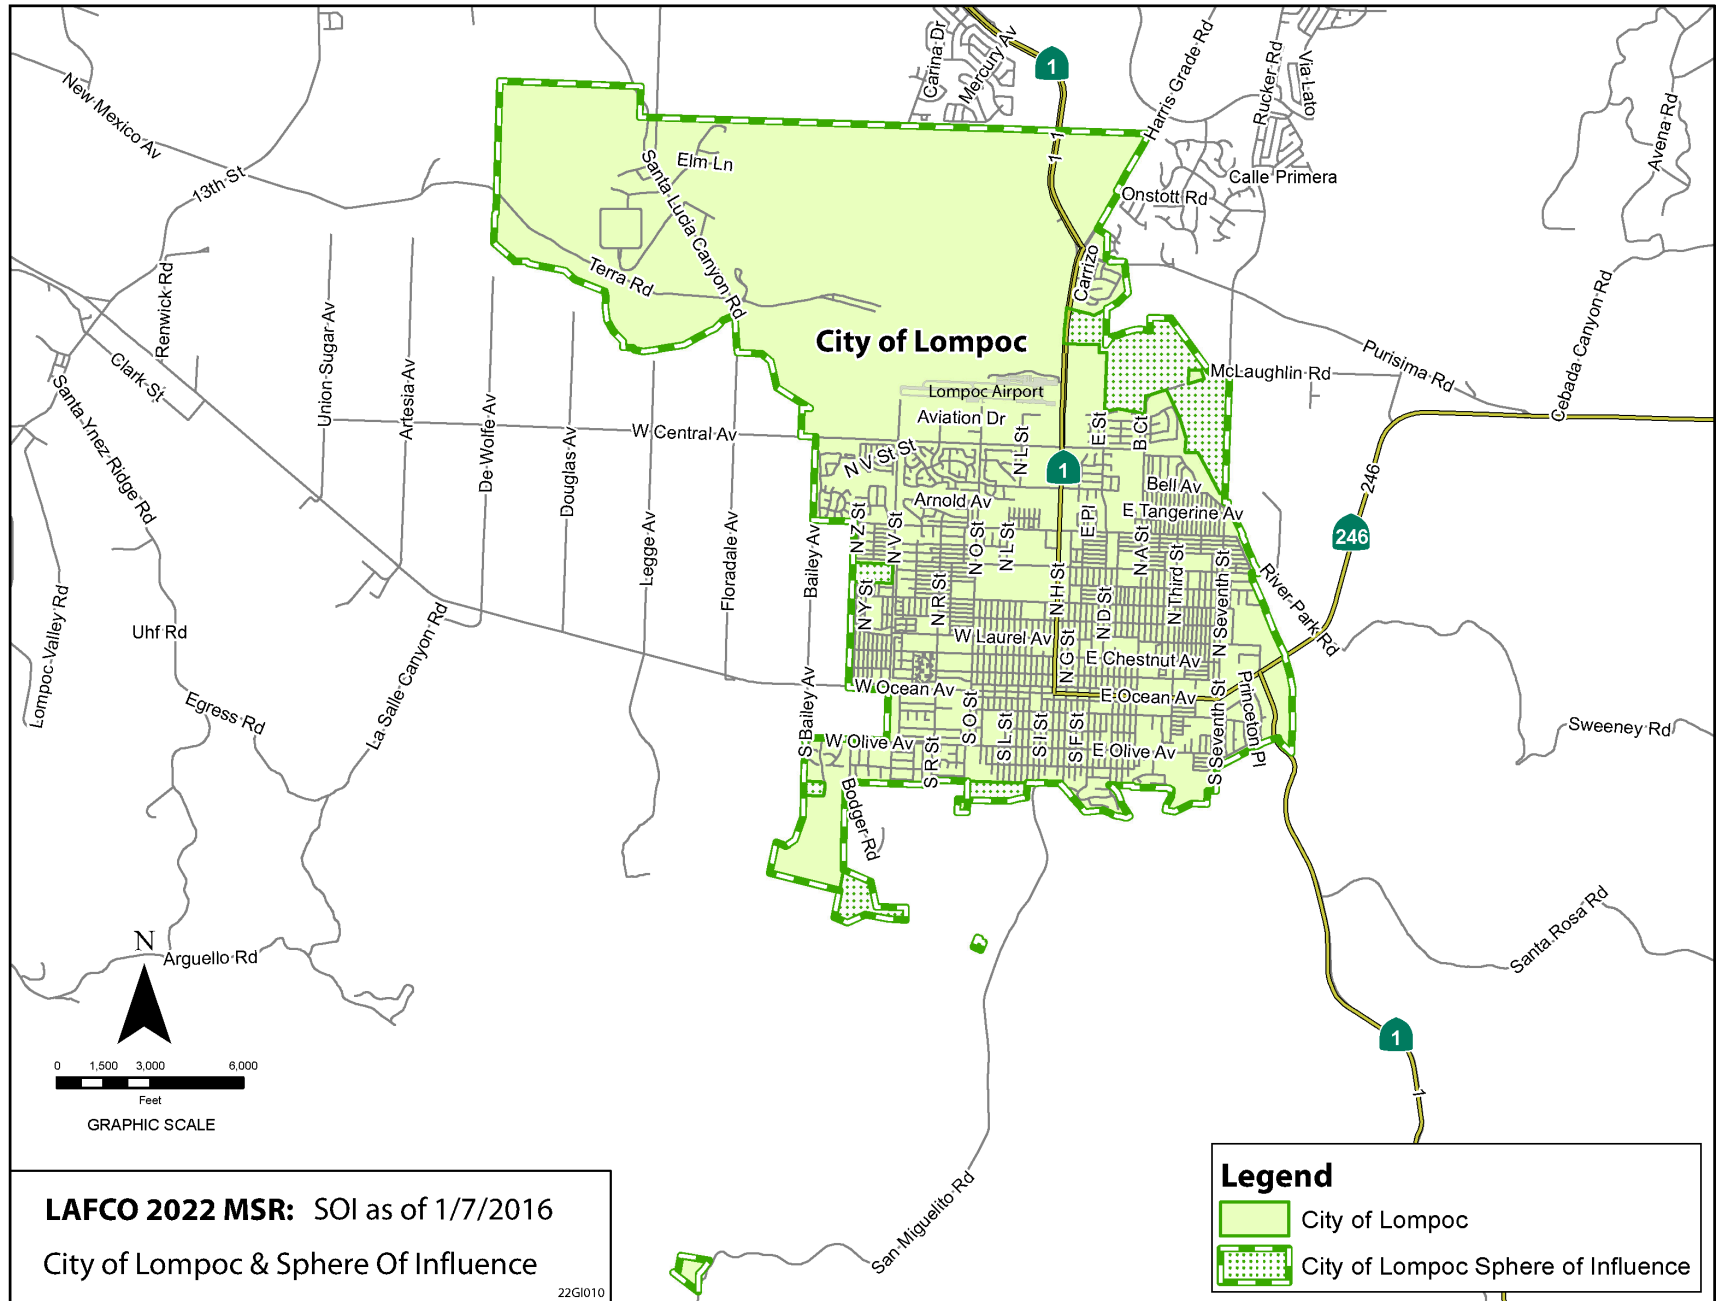 Carina Dr
Mercury Av
1
Harris Grade Rd
Rucker Rd
Via Lato
Avena Rd
New Mexico Av
13th St
Elm Ln
Santa Lucia Canyon Rd
1
1
Calle Primera
Onstott Rd
Carrizo
Terra Rd
Renwick Rd
Clark St
Union Sugar Av
Artesia Av
De Wolfe Av
Douglas Av
City of Lompoc
Lompoc Airport
Aviation Dr
McLaughlin Rd
Purisima Rd
Cebada Canyon Rd
W Central Av
N V St St
N L St
E St
B Ct
1
246
246
Santa Ynez Ridge Rd
Arnold Av
Bell Av
E Tangerine Av
Legge Av
Floradale Av
Bailey Av
N Z St
N V St
N O St
N L St
E Pl
N A St
N Third St
N Seventh St
River Park Rd
N Y St
N R St
N H St
N D St
W Laurel Av
N G St
E Chestnut Av
Lompoc Valley Rd
Uhf Rd
La Salle Canyon Rd
Egress Rd
S Bailey Av
W Ocean Av
E Ocean Av
Princeton Pl
S O St
S L St
S I St
S F St
S Seventh St
W Olive Av
S R St
E Olive Av
Sweeney Rd
Bodger Rd
Santa Rosa Rd
N
Arguello Rd
0 1,500 3,000 6,000
Feet
GRAPHIC SCALE
1
1
San Miguelito Rd
LAFCO 2022 MSR: SOI as of 1/7/2016
City of Lompoc & Sphere Of Influence
22GI010
Legend
City of Lompoc
City of Lompoc Sphere of Influence